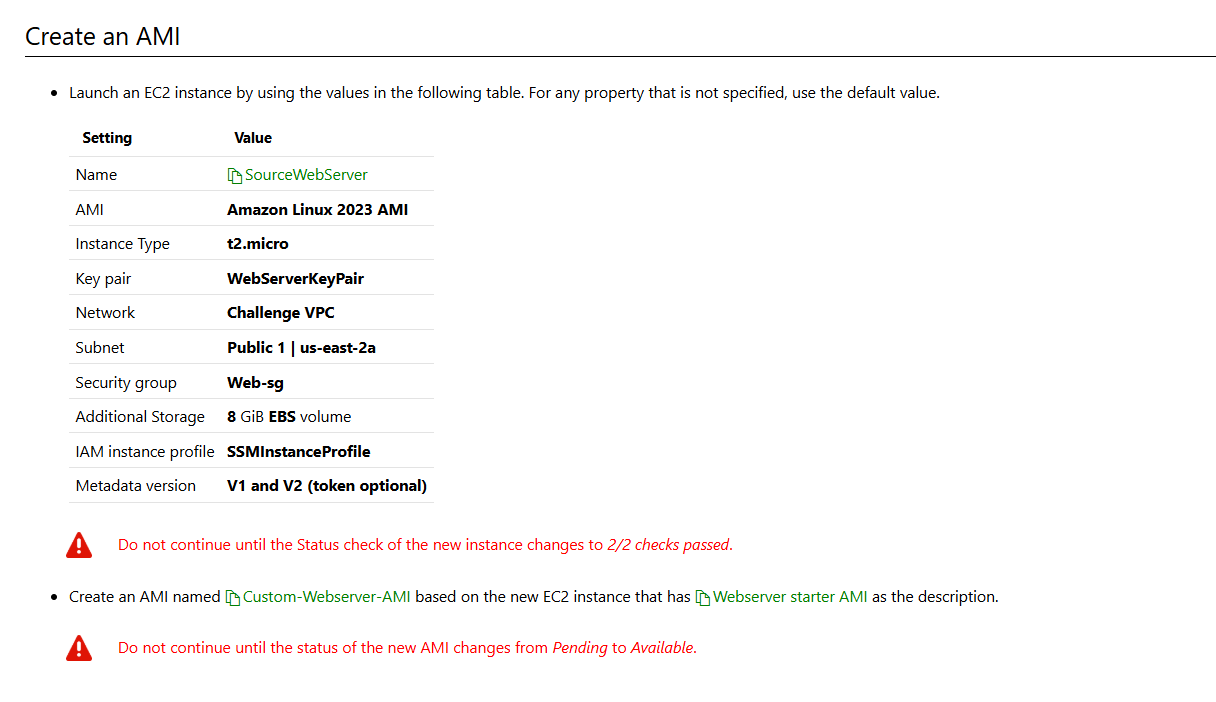 Create an AMI
Launch an EC2 instance by using the values in the following table. For any property that is not specified, use the default value.
Setting Value
Name SourceWebServer
AMI Amazon Linux 2023 AMI
Instance Type t2.micro
Key pair WebServerKeyPair
Network Challenge VPC
Subnet Public 1 | us-east-2a
Security group Web-sg
Additional Storage 8 GiB EBS volume
IAM instance profile SSMInstanceProfile
Metadata version V1 and V2 (token optional)
Do not continue until the Status check of the new instance changes to 2/2 checks passed.
Create an AMI named Custom-Webserver-AMI based on the new EC2 instance that has Webserver starter AMI as the description.
Do not continue until the status of the new AMI changes from Pending to Available.